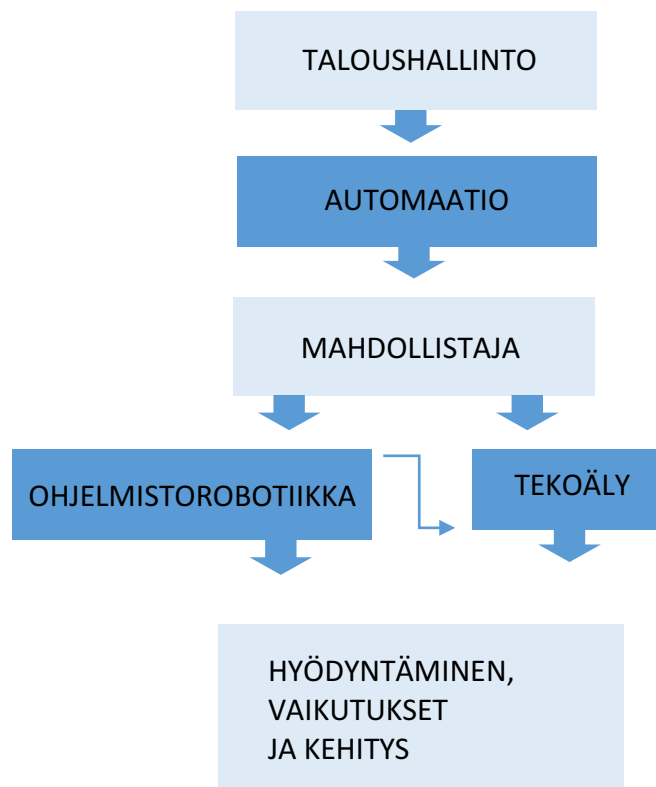 TALOUSHALLINTO
AUTOMAATIO
MAHDOLLISTAJA
OHJELMISTOROBOTIIKKA
TEKOÄLY
HYÖDYNTÄMINEN,
VAIKUTUKSET
JA KEHITYS